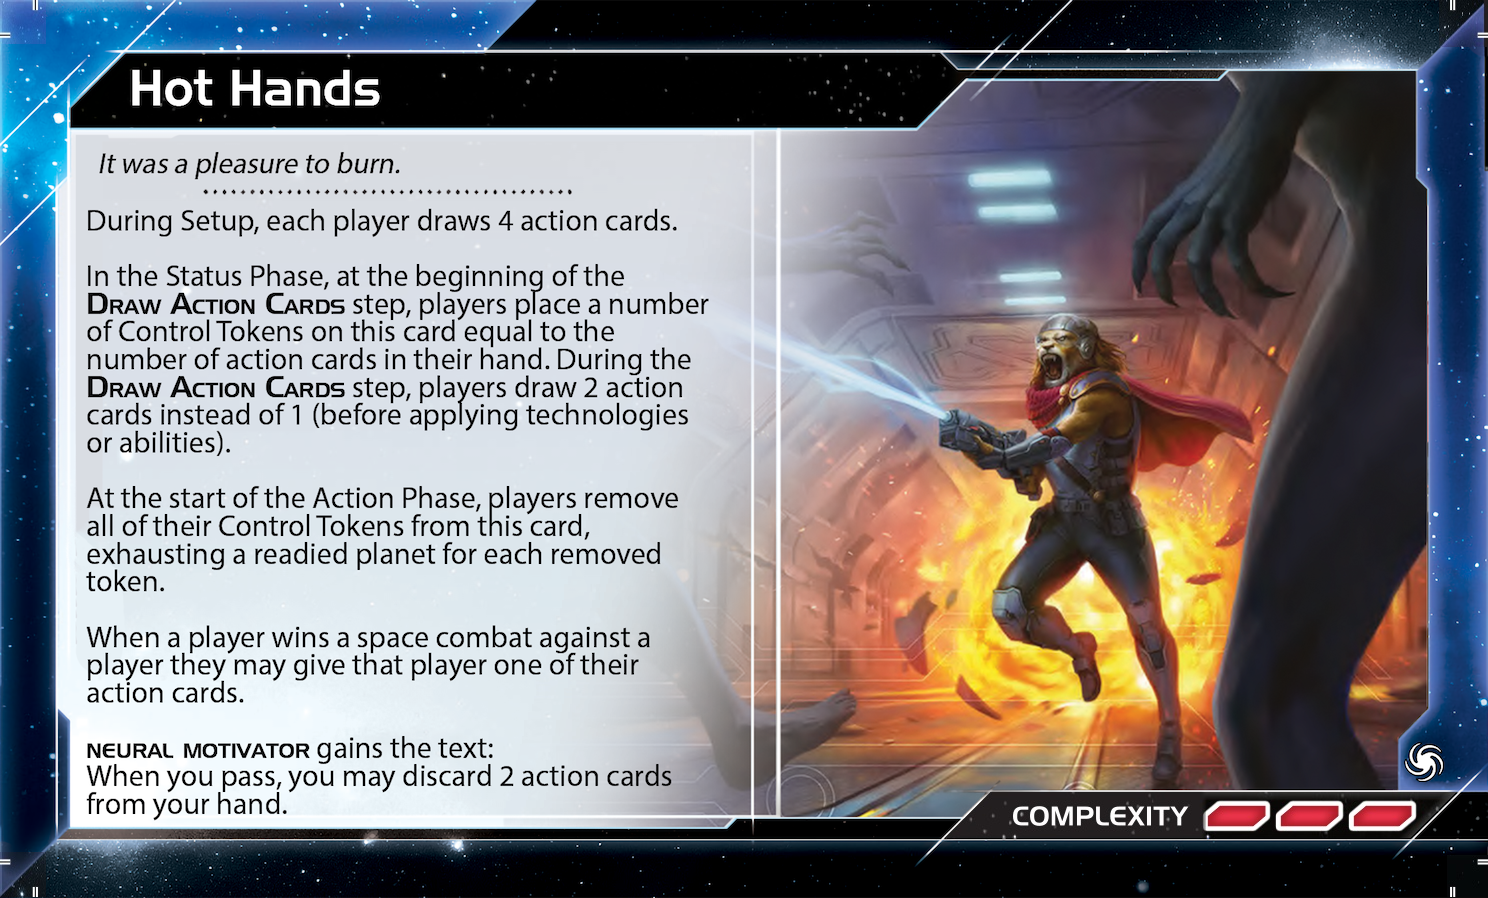 Hot Hands
It was a pleasure to burn.
During Setup, each player draws 4 action cards.
In the Status Phase, at the beginning of the
DRAW ACTION CARDS step, players place a number
of Control Tokens on this card equal to the
number of action cards in their hand. During the
DRAW ACTION CARDS step, players draw 2 action
cards instead of 1 (before applying technologies
or abilities).
At the start of the Action Phase, players remove
all of their Control Tokens from this card,
exhausting a readied planet for each removed
token.
When a player wins a space combat against a
player they may give that player one of their
action cards.
NEURAL MOTIVATOR gains the text:
When you pass, you may discard 2 action cards
from your hand.
COMPLEXITY